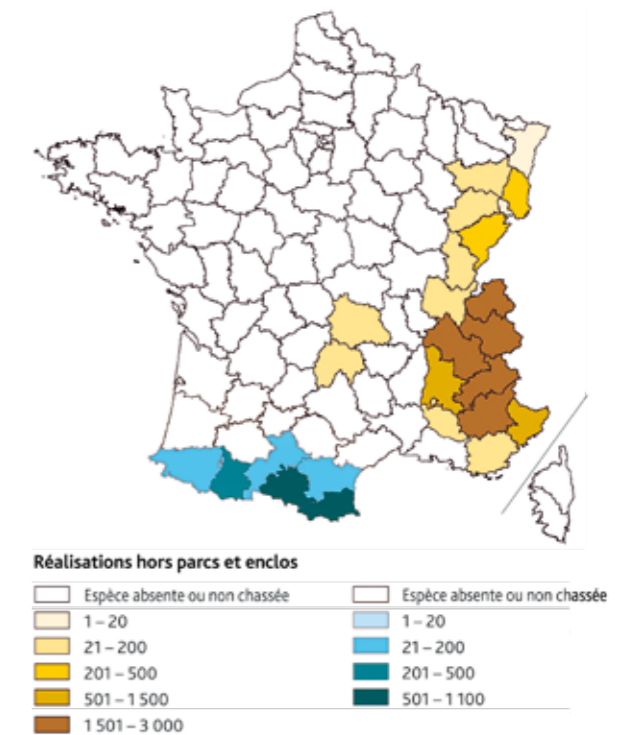 Réalisations hors parcs et enclos
Espèce absente ou non chassée
1 – 20
21 – 200
201 – 500
501 – 1 500
1 501 – 3 000
Espèce absente ou non chassée
1 – 20
21 – 200
201 – 500
501 – 1 100